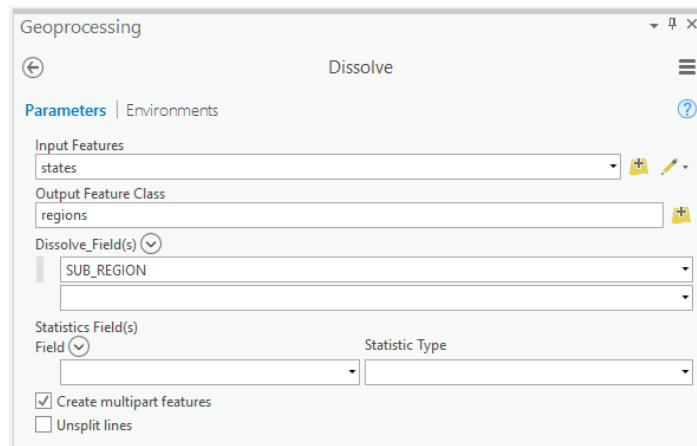 Geoprocessing
Dissolve
Parameters | Environments
Input Features
states
Output Feature Class
regions
Dissolve_Field(s)
SUB_REGION
Statistics Field(s)
Field Statistic Type
Create multipart features
Unsplit lines